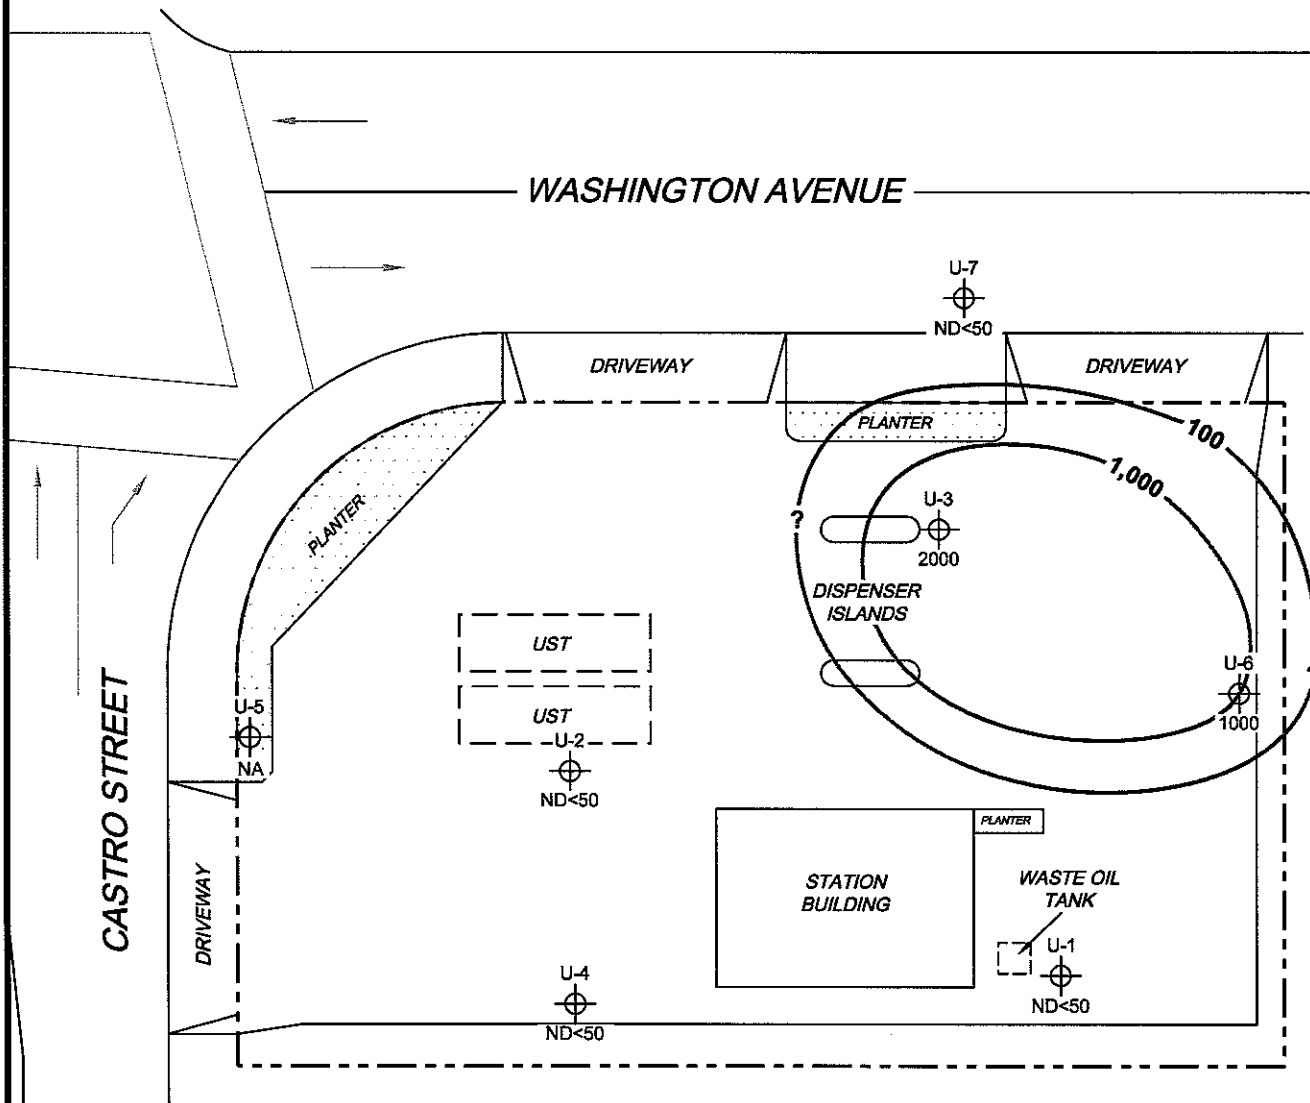 WASHINGTON AVENUE
U-7
ND<50
DRIVEWAY
DRIVEWAY
PLANTER
100
1,000
U-3
2000
?
PLANTER
DISPENSER
ISLANDS
UST
UST
U-6
1000
U-5
NA
U-2
ND<50
CASTRO STREET
DRIVEWAY
PLANTER
STATION
BUILDING
WASTE OIL
TANK
U-1
ND<50
U-4
ND<50